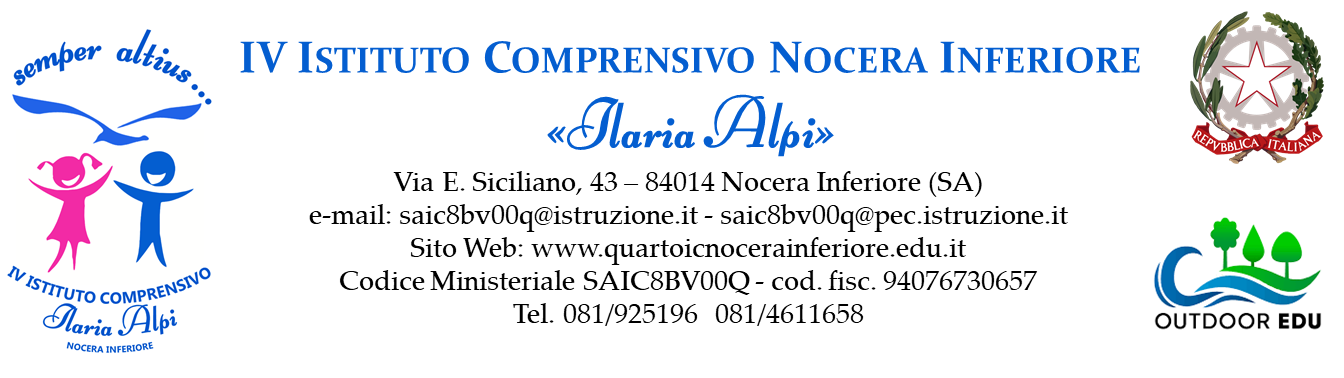 semper altius...
IV ISTITUTO COMPRENSIVO
Ilaria Alpi
NOCERA INFERIORE
IV ISTITUTO COMPRENSIVO NOCERA INFERIORE
«Ilaria Alpi»
Via E. Siciliano, 43 – 84014 Nocera Inferiore (SA)
e-mail: saic8bv00q@istruzione.it - saic8bv00q@pec.istruzione.it
Sito Web: www.quartoicnocerainferiore.edu.it
Codice Ministeriale SAIC8BV00Q - cod. fisc. 94076730657
Tel. 081/925196 081/4611658
REPVBBLICA ITALIANA
OUTDOOR EDU